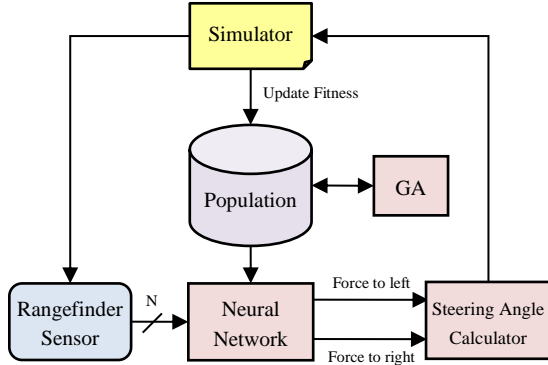 Simulator
Update Fitness
Population
GA
Rangefinder
Sensor
N
Neural
Network
Force to left
Force to right
Steering Angle
Calculator